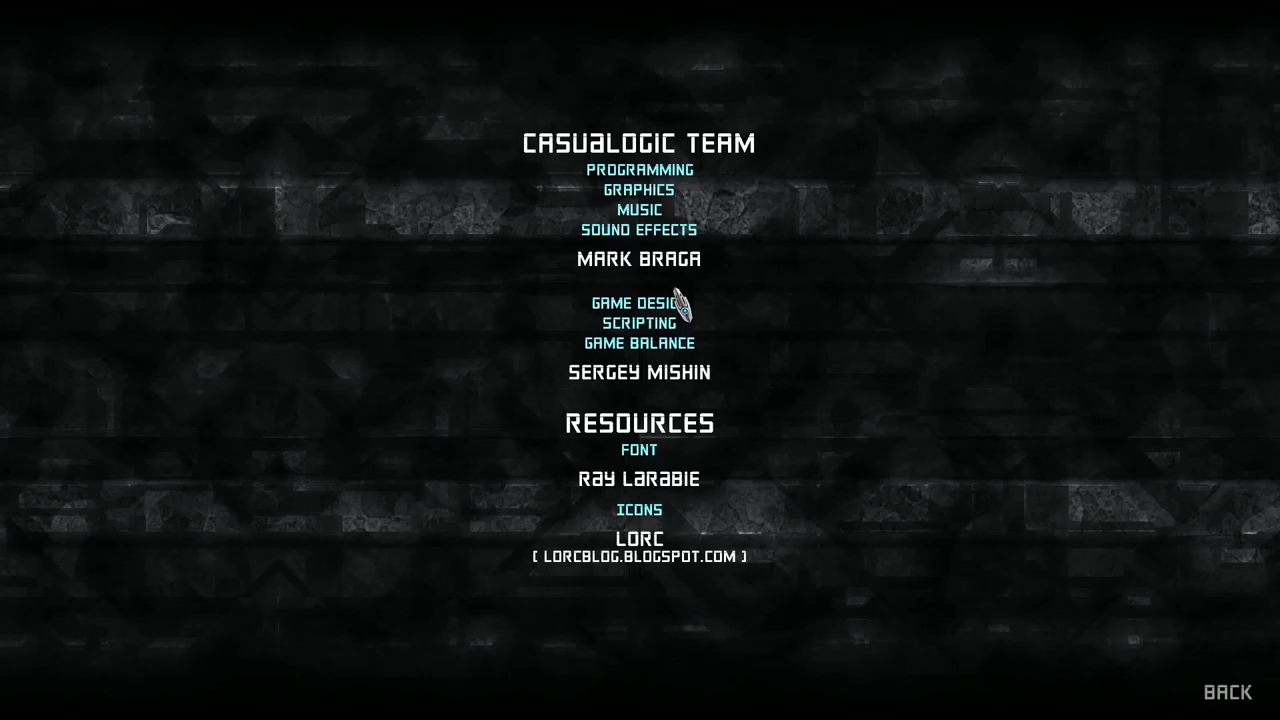 CASUALOGIC TEAM
PROGRAMMING
GRAPHICS
MUSIC
SOUND EFFECTS
MARK BRAGA
GAME
SCRIPTING
GAME BALANCE
SERGEY MISHIN
RESOURCES
FONT
RAY LARABIE
ICONS
LORC
[ LORCBLOG.BLOGSPOT.COM ]
BACK